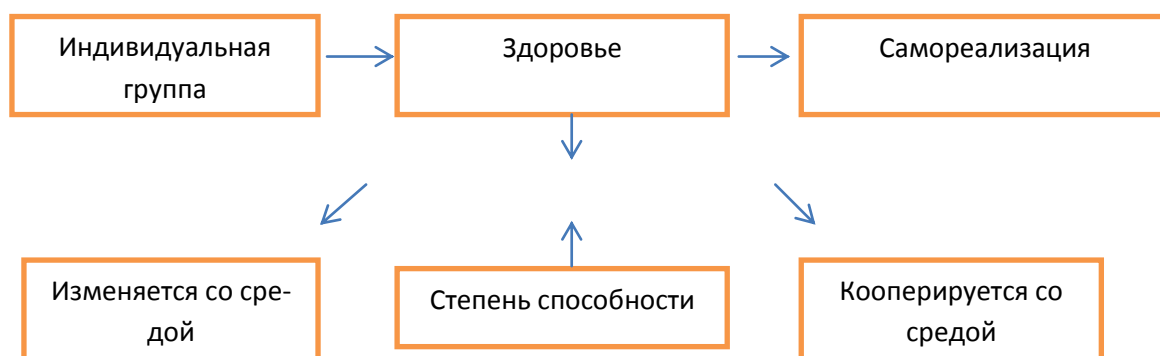 Индивидуальная
группа
Здоровье
Самореализация
Изменяется со сре-
дой
Степень способности
Кооперируется со
средой